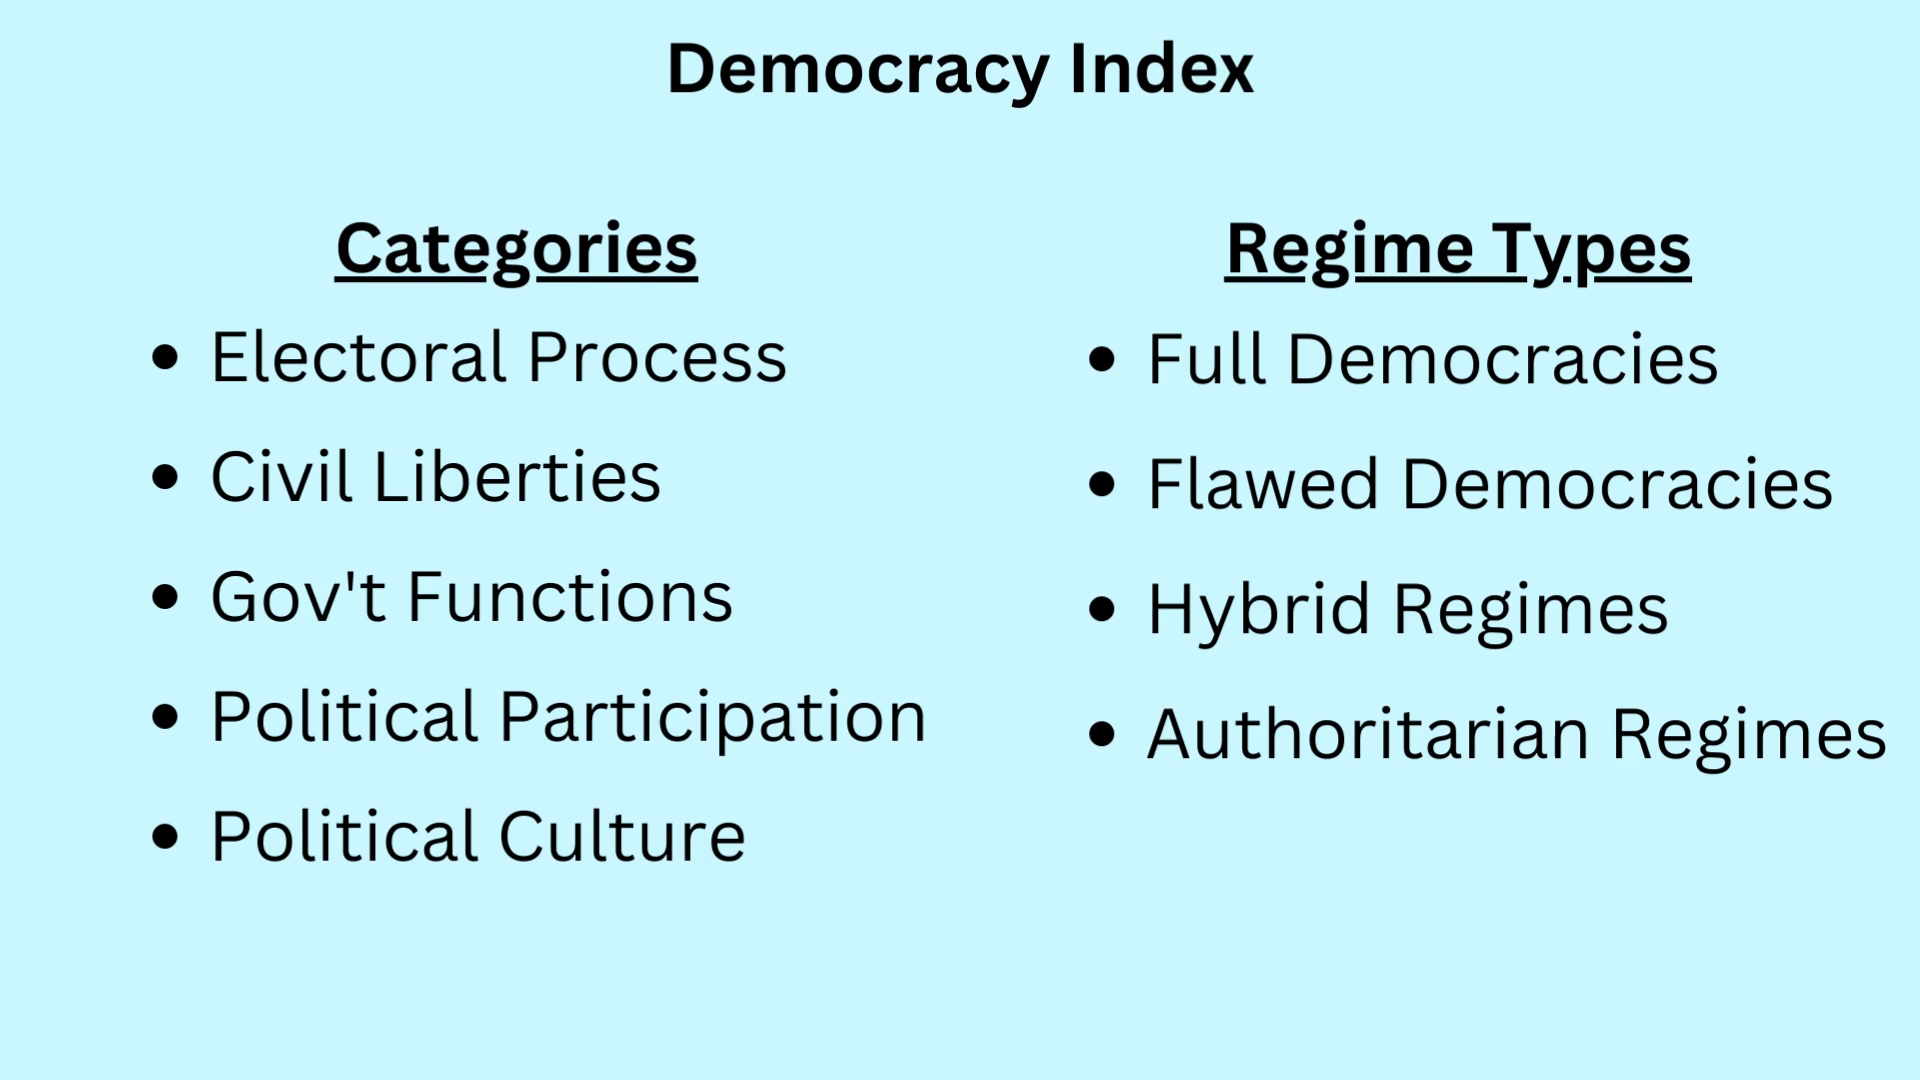 Democracy Index
Categories
Electoral Process
Civil Liberties
Gov't Functions
Political Participation
Political Culture
Regime Types
Full Democracies
Flawed Democracies
Hybrid Regimes
Authoritarian Regimes